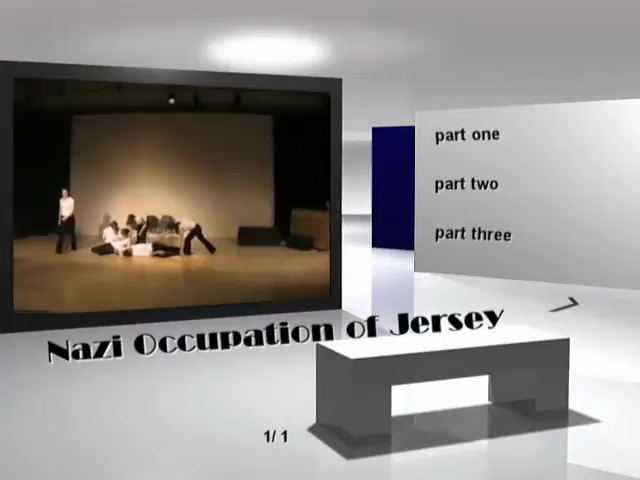 part one
part two
part three
Nazi Occupation of Jersey
1/1